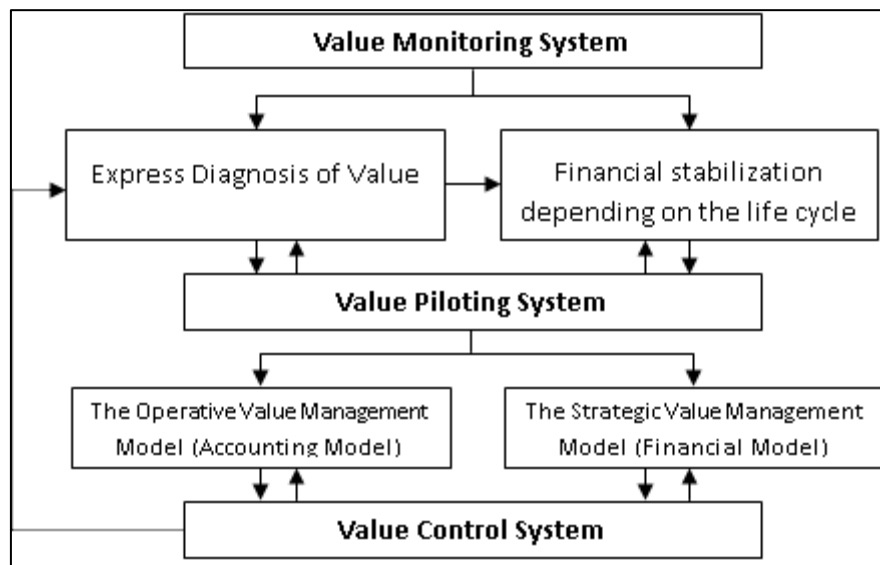 Value Monitoring System
Express Diagnosis of Value
Financial stabilization
depending on the life cycle
Value Piloting System
The Operative Value Management
Model (Accounting Model)
The Strategic Value Management
Model (Financial Model)
Value Control System